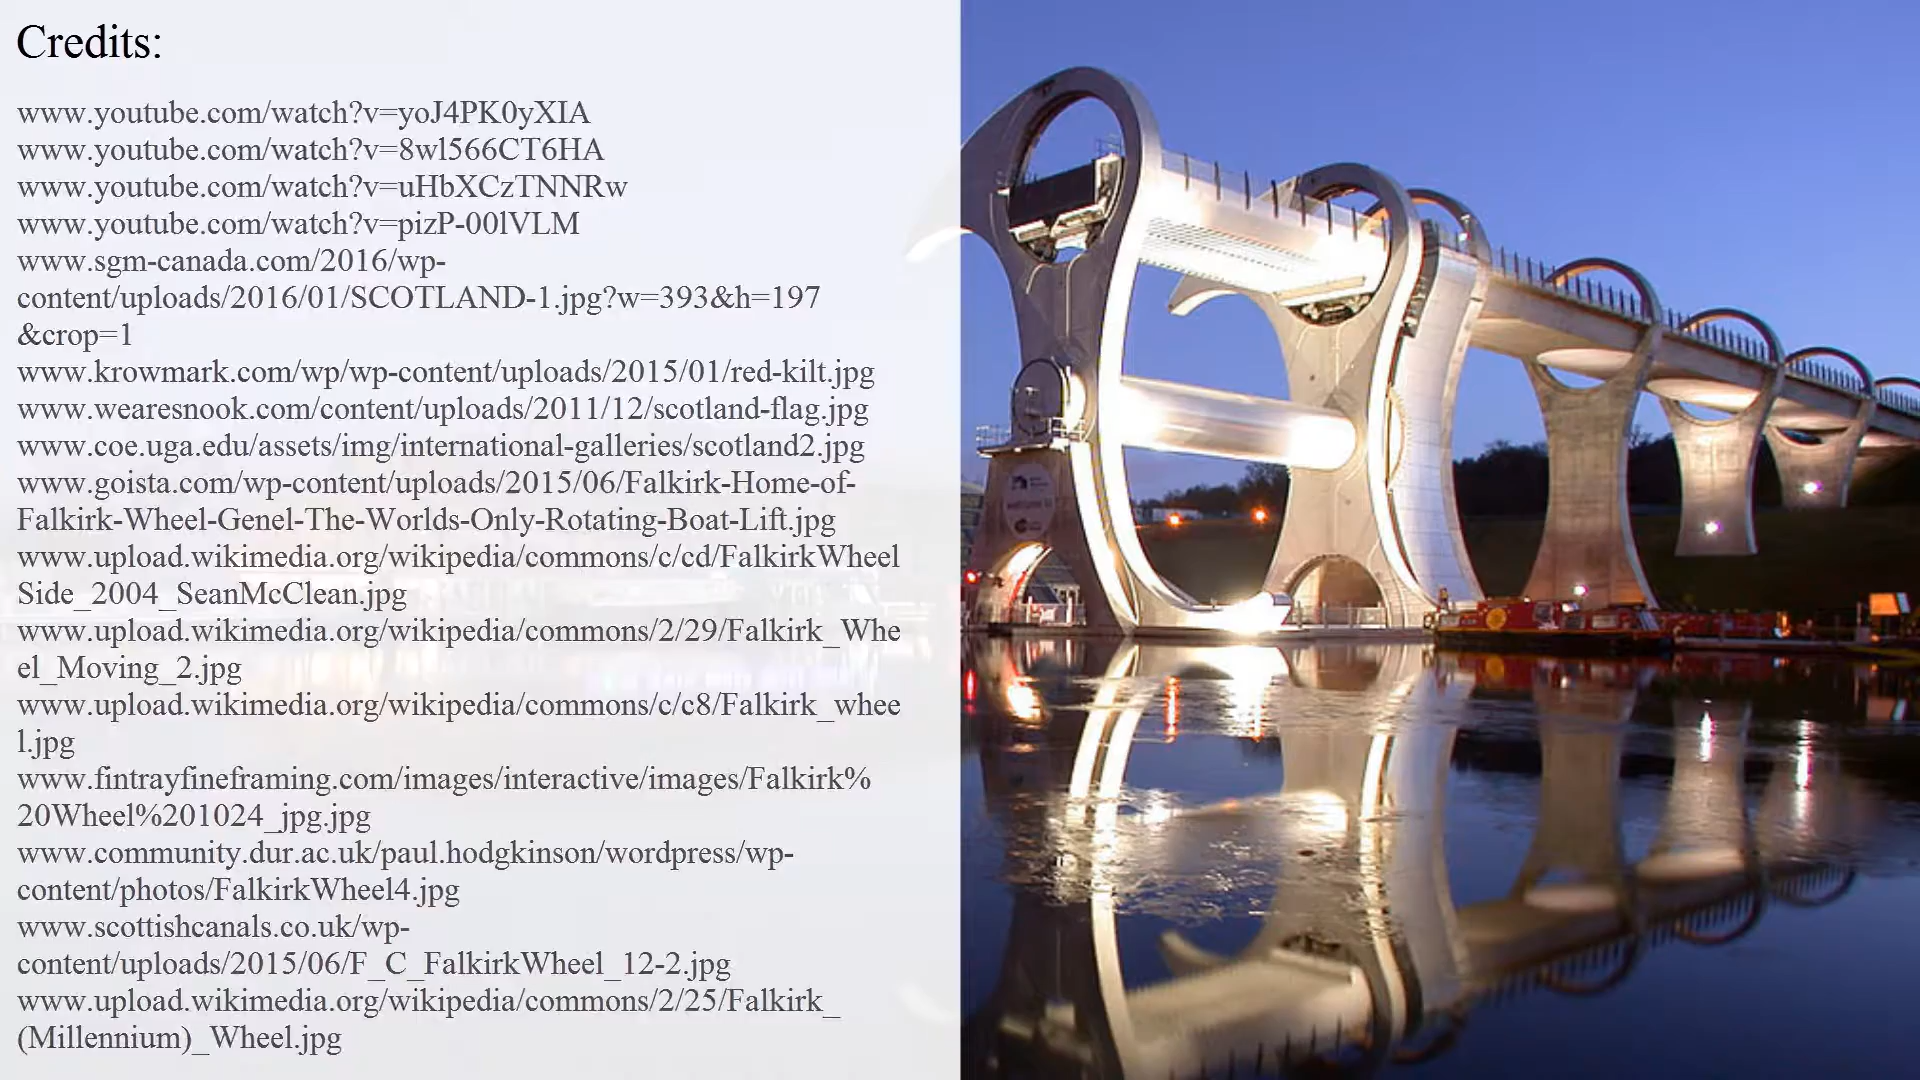 Credits:
www.youtube.com/watch?v=yoJ4PK0yXIA
www.youtube.com/watch?v=8wl566CT6HA
www.youtube.com/watch?v=uHbXCzTNNRw
www.youtube.com/watch?v=pizP-00lVLM
www.sgm-canada.com/2016/wp-
content/uploads/2016/01/SCOTLAND-1.jpg?w=393&h=197
&crop=1
www.krowmark.com/wp/wp-content/uploads/2015/01/red-kilt.jpg
www.wearesnook.com/content/uploads/2011/12/scotland-flag.jpg
www.coe.uga.edu/assets/img/international-galleries/scotland2.jpg
www.goista.com/wp-content/uploads/2015/06/Falkirk-Home-of-
Falkirk-Wheel-Genel-The-Worlds-Only-Rotating-Boat-Lift.jpg
www.upload.wikimedia.org/wikipedia/commons/c/cd/FalkirkWheel
Side_2004_SeanMcClean.jpg
www.upload.wikimedia.org/wikipedia/commons/2/29/Falkirk_Whe
el_Moving_2.jpg
www.upload.wikimedia.org/wikipedia/commons/c/c8/Falkirk_whee
l.jpg
www.fintrayfineframing.com/images/interactive/images/Falkirk%
20Wheel%201024_jpg.jpg
www.community.dur.ac.uk/paul.hodgkinson/wordpress/wp-
content/photos/FalkirkWheel4.jpg
www.scottishcanals.co.uk/wp-
content/uploads/2015/06/F_C_FalkirkWheel_12-2.jpg
www.upload.wikimedia.org/wikipedia/commons/2/25/Falkirk_
(Millennium)_Wheel.jpg